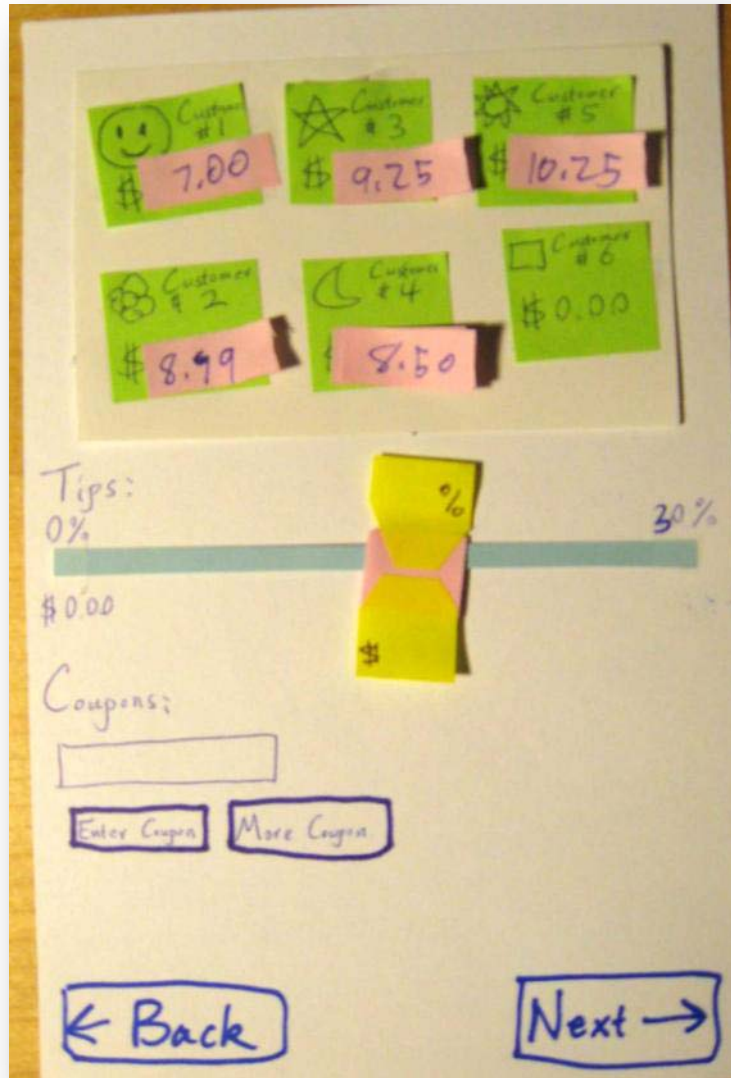 Customer
#1
$ 7.00
Customer
#3
$ 9.25
Customer
#5
$ 10.25
Customer
#2
$ 8.99
Customer
#4
$ 8.50
Customer
#6
$0.00
Tips:
%
0%
30%
$0.00
$
Coupons:
Enter Coupon
More Coupon
← Back
Next →